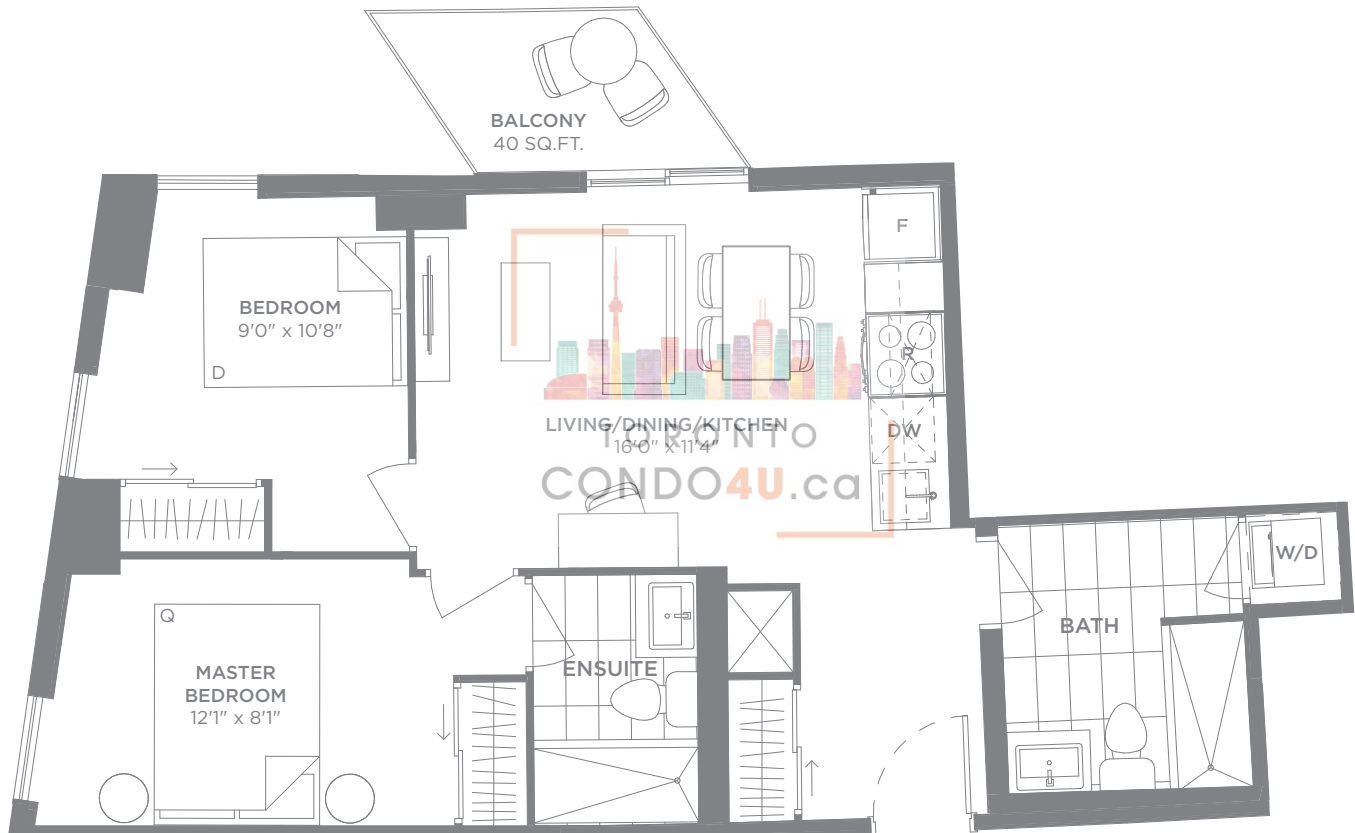 BALCONY
40 SQ.FT.
F
BEDROOM
9'0" x 10'8"
D
R
LIVING/DINING/KITCHEN
16'0" x 11'4"
DW
TORONTO
CONDO4U.ca
W/D
Q
BATH
MASTER
BEDROOM
12'1" x 8'1"
ENSUITE